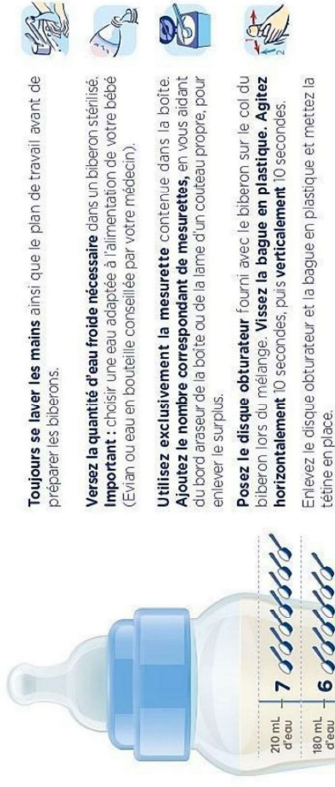 Toujours se laver les mains ainsi que le plan de travail avant de
préparer les biberons.
Versez la quantité d'eau froide nécessaire dans un biberon stérilisé.
Important : choisir une eau adaptée à l'alimentation de votre bébé
(Evian ou eau en bouteille conseillée par votre médecin).
Utilisez exclusivement la mesurette contenue dans la boîte.
Ajoutez le nombre correspondant de mesurettes, en vous aidant
du bord araseur de la boîte ou de la lame d'un couteau propre, pour
enlever le surplus.
Posez le disque obturateur fourni avec le biberon sur le col du
biberon lors du mélange. Vissez la bague en plastique. Agitez
horizontalement 10 secondes, puis verticalement 10 secondes.
Enlevez le disque obturateur et la bague en plastique et mettez la
tétine en place.
1
2
210 mL
d'eau
7
180 mL
d'eau
6